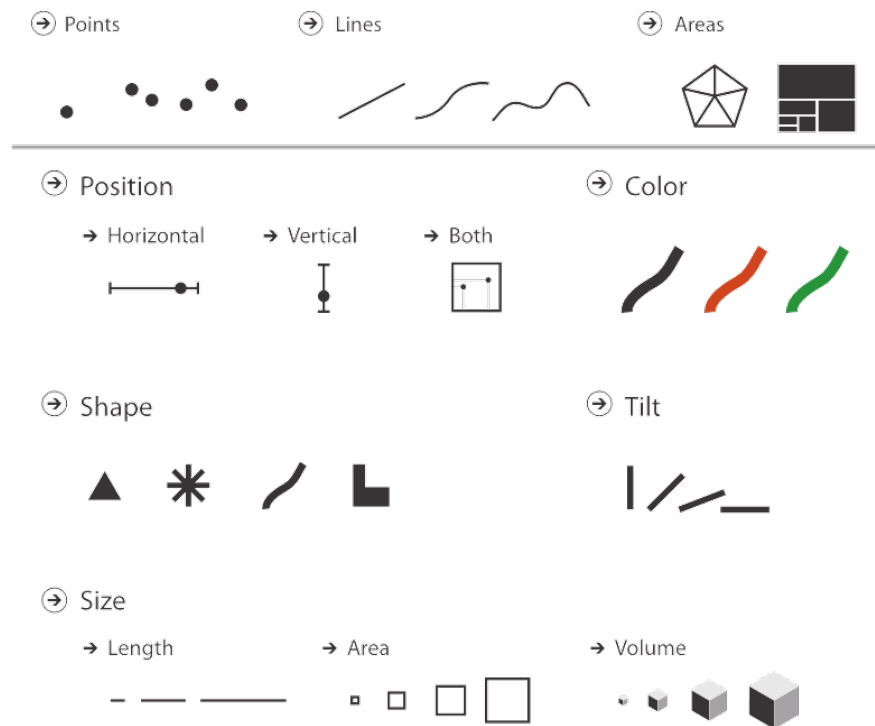 Points
Lines
Areas
Position
Color
Horizontal
Vertical
Both
Shape
Tilt
Size
Length
Area
Volume